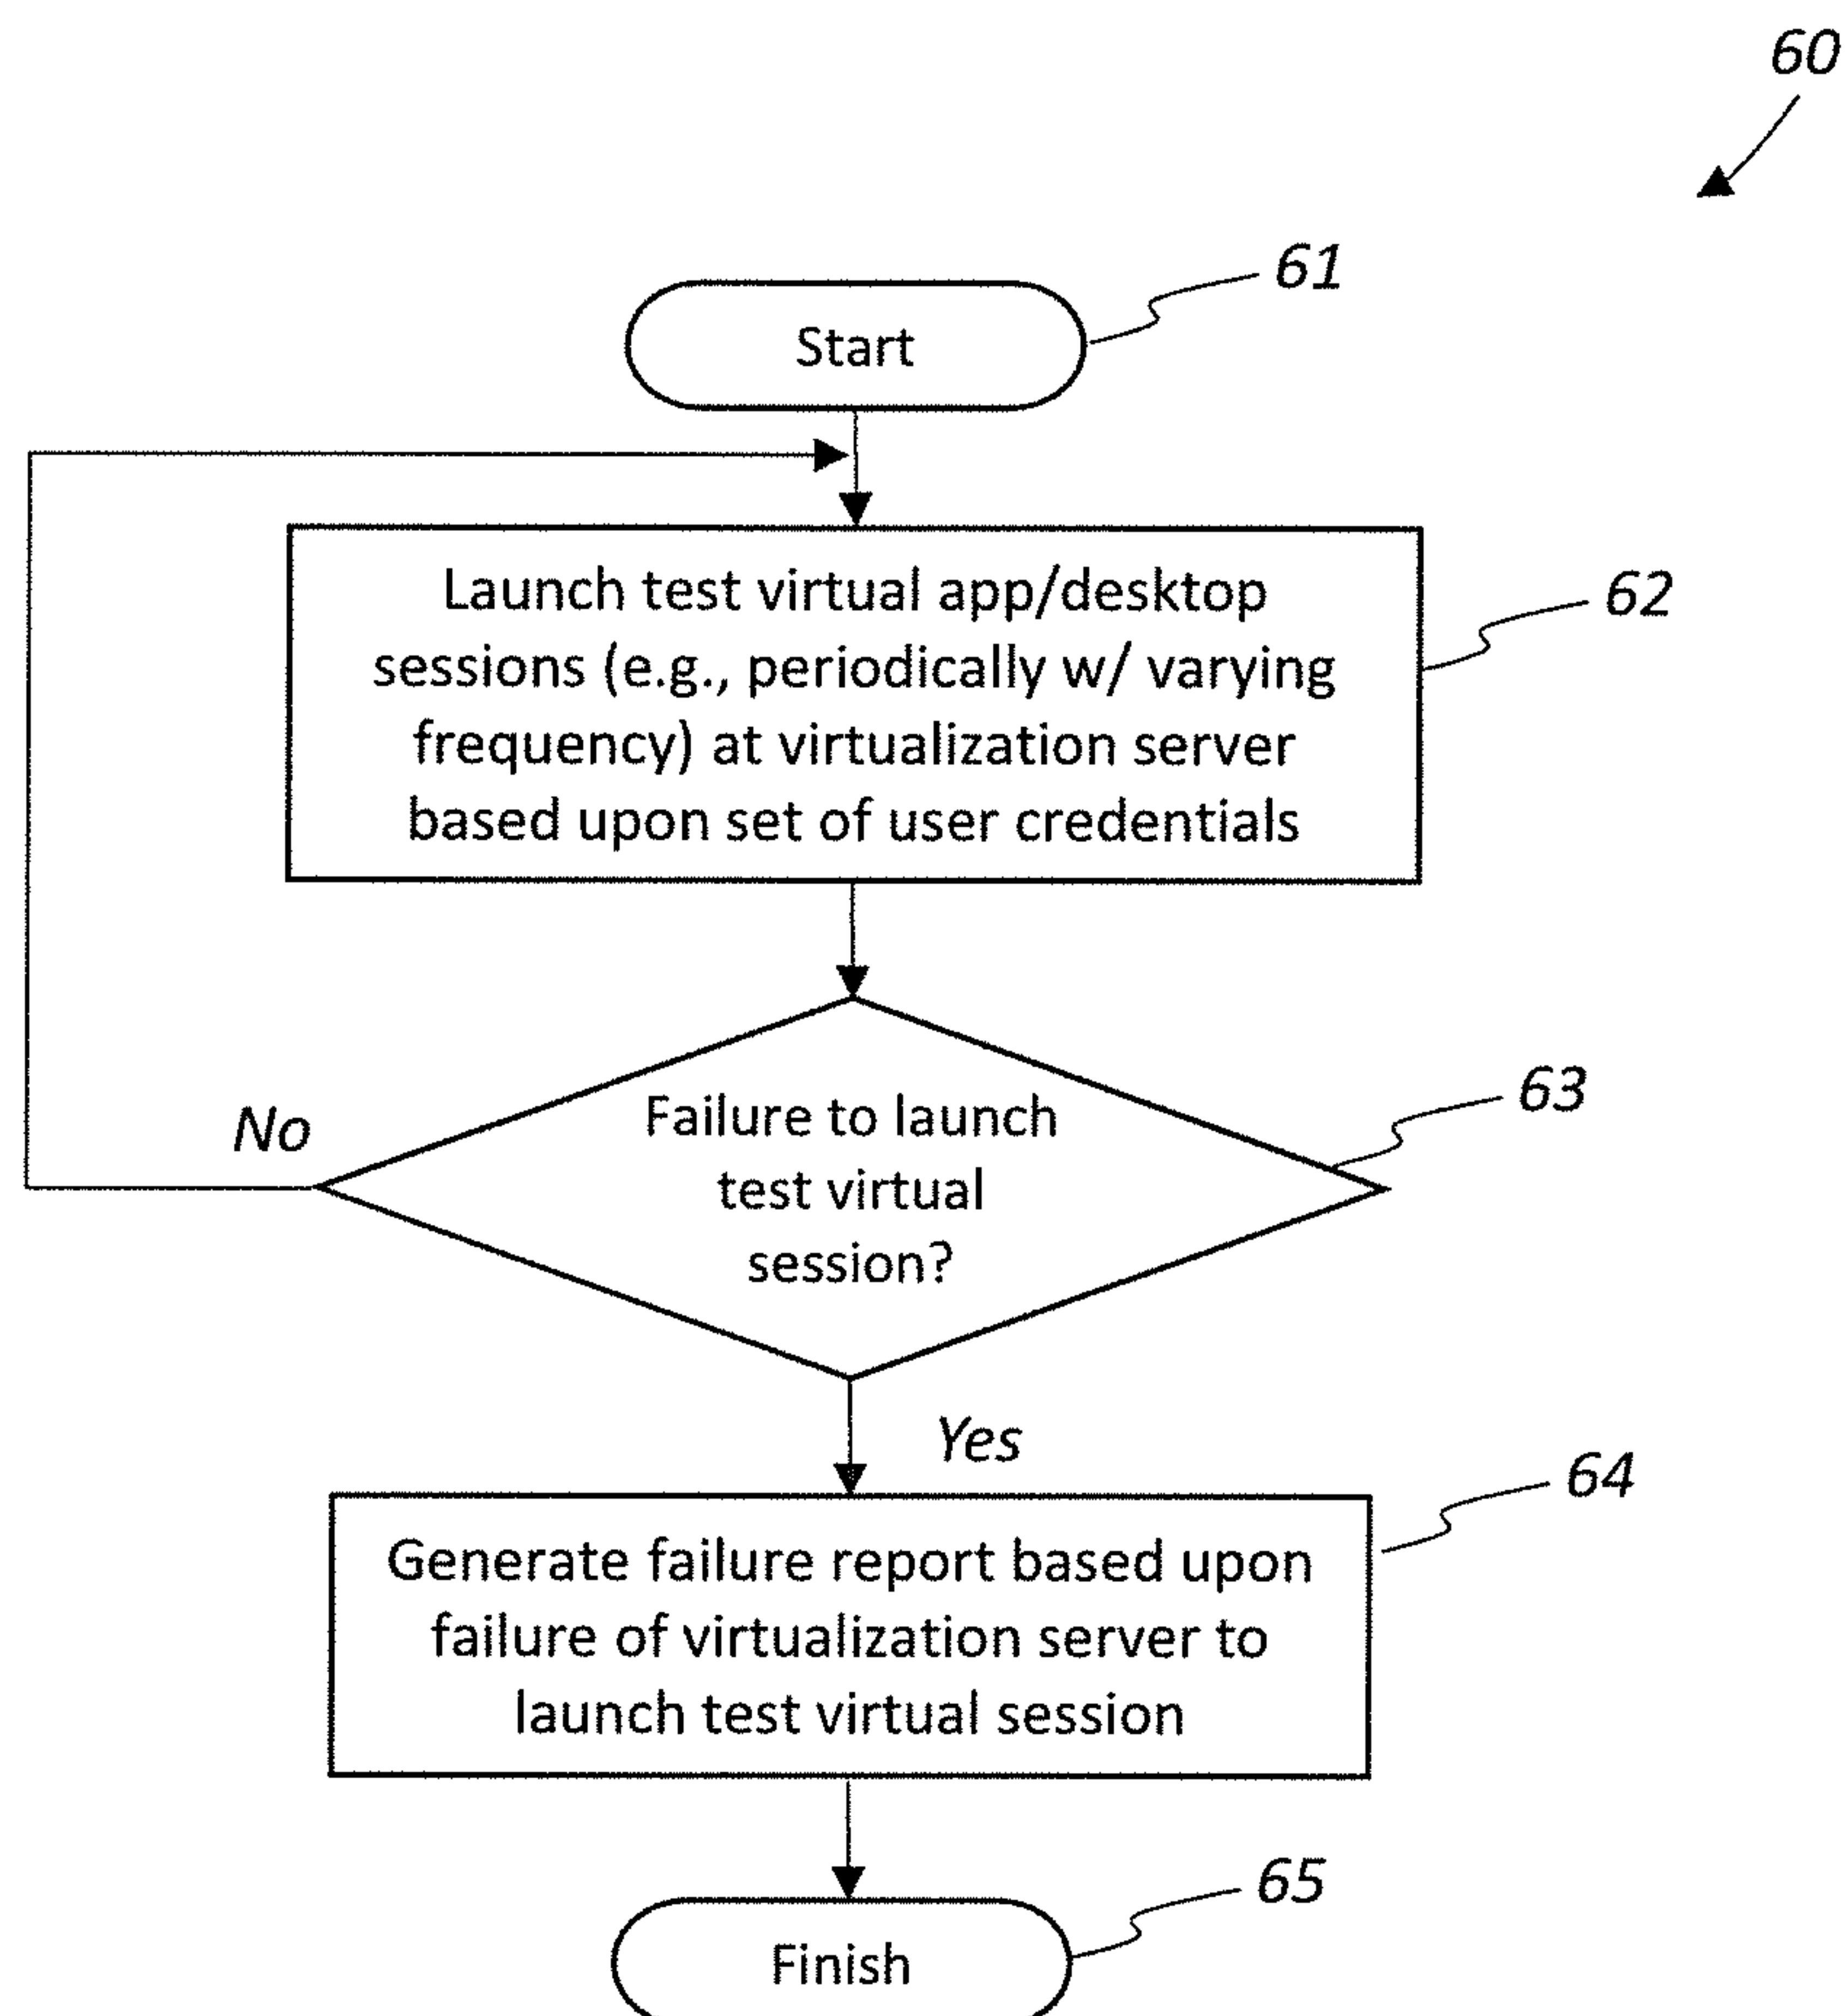 60
61
Start
Launch test virtual app/desktop
sessions (e.g., periodically w/ varying
frequency) at virtualization server
based upon set of user credentials
62
63
No
Failure to launch
test virtual
session?
Yes
64
Generate failure report based upon
failure of virtualization server to
launch test virtual session
65
Finish